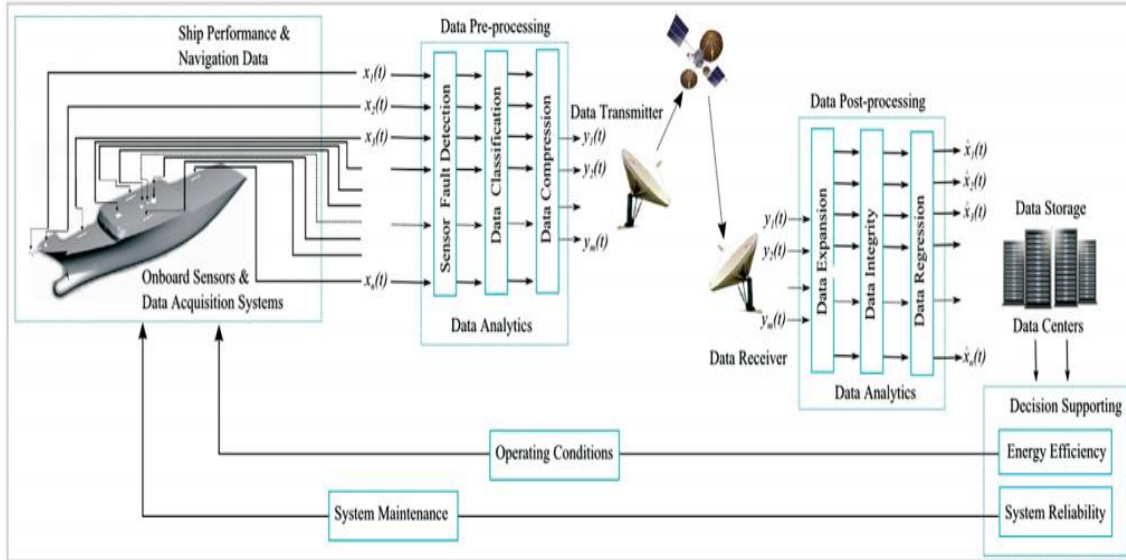 Ship Performance &
Navigation Data
Onboard Sensors &
Data Acquisition Systems
x₁(t)
x₂(t)
x₃(t)
xₙ(t)
Data Pre-processing
Sensor Fault Detection
Data Classification
Data Compression
Data Analytics
y₁(t)
y₂(t)
yₘ(t)
Data Transmitter
Data Receiver
y₁(t)
y₂(t)
yₘ(t)
Data Post-processing
Data Expansion
Data Integrity
Data Regression
Data Analytics
x̂₁(t)
x̂₂(t)
x̂₃(t)
x̂ₙ(t)
Data Storage
Data Centers
Decision Supporting
Energy Efficiency
System Reliability
Operating Conditions
System Maintenance